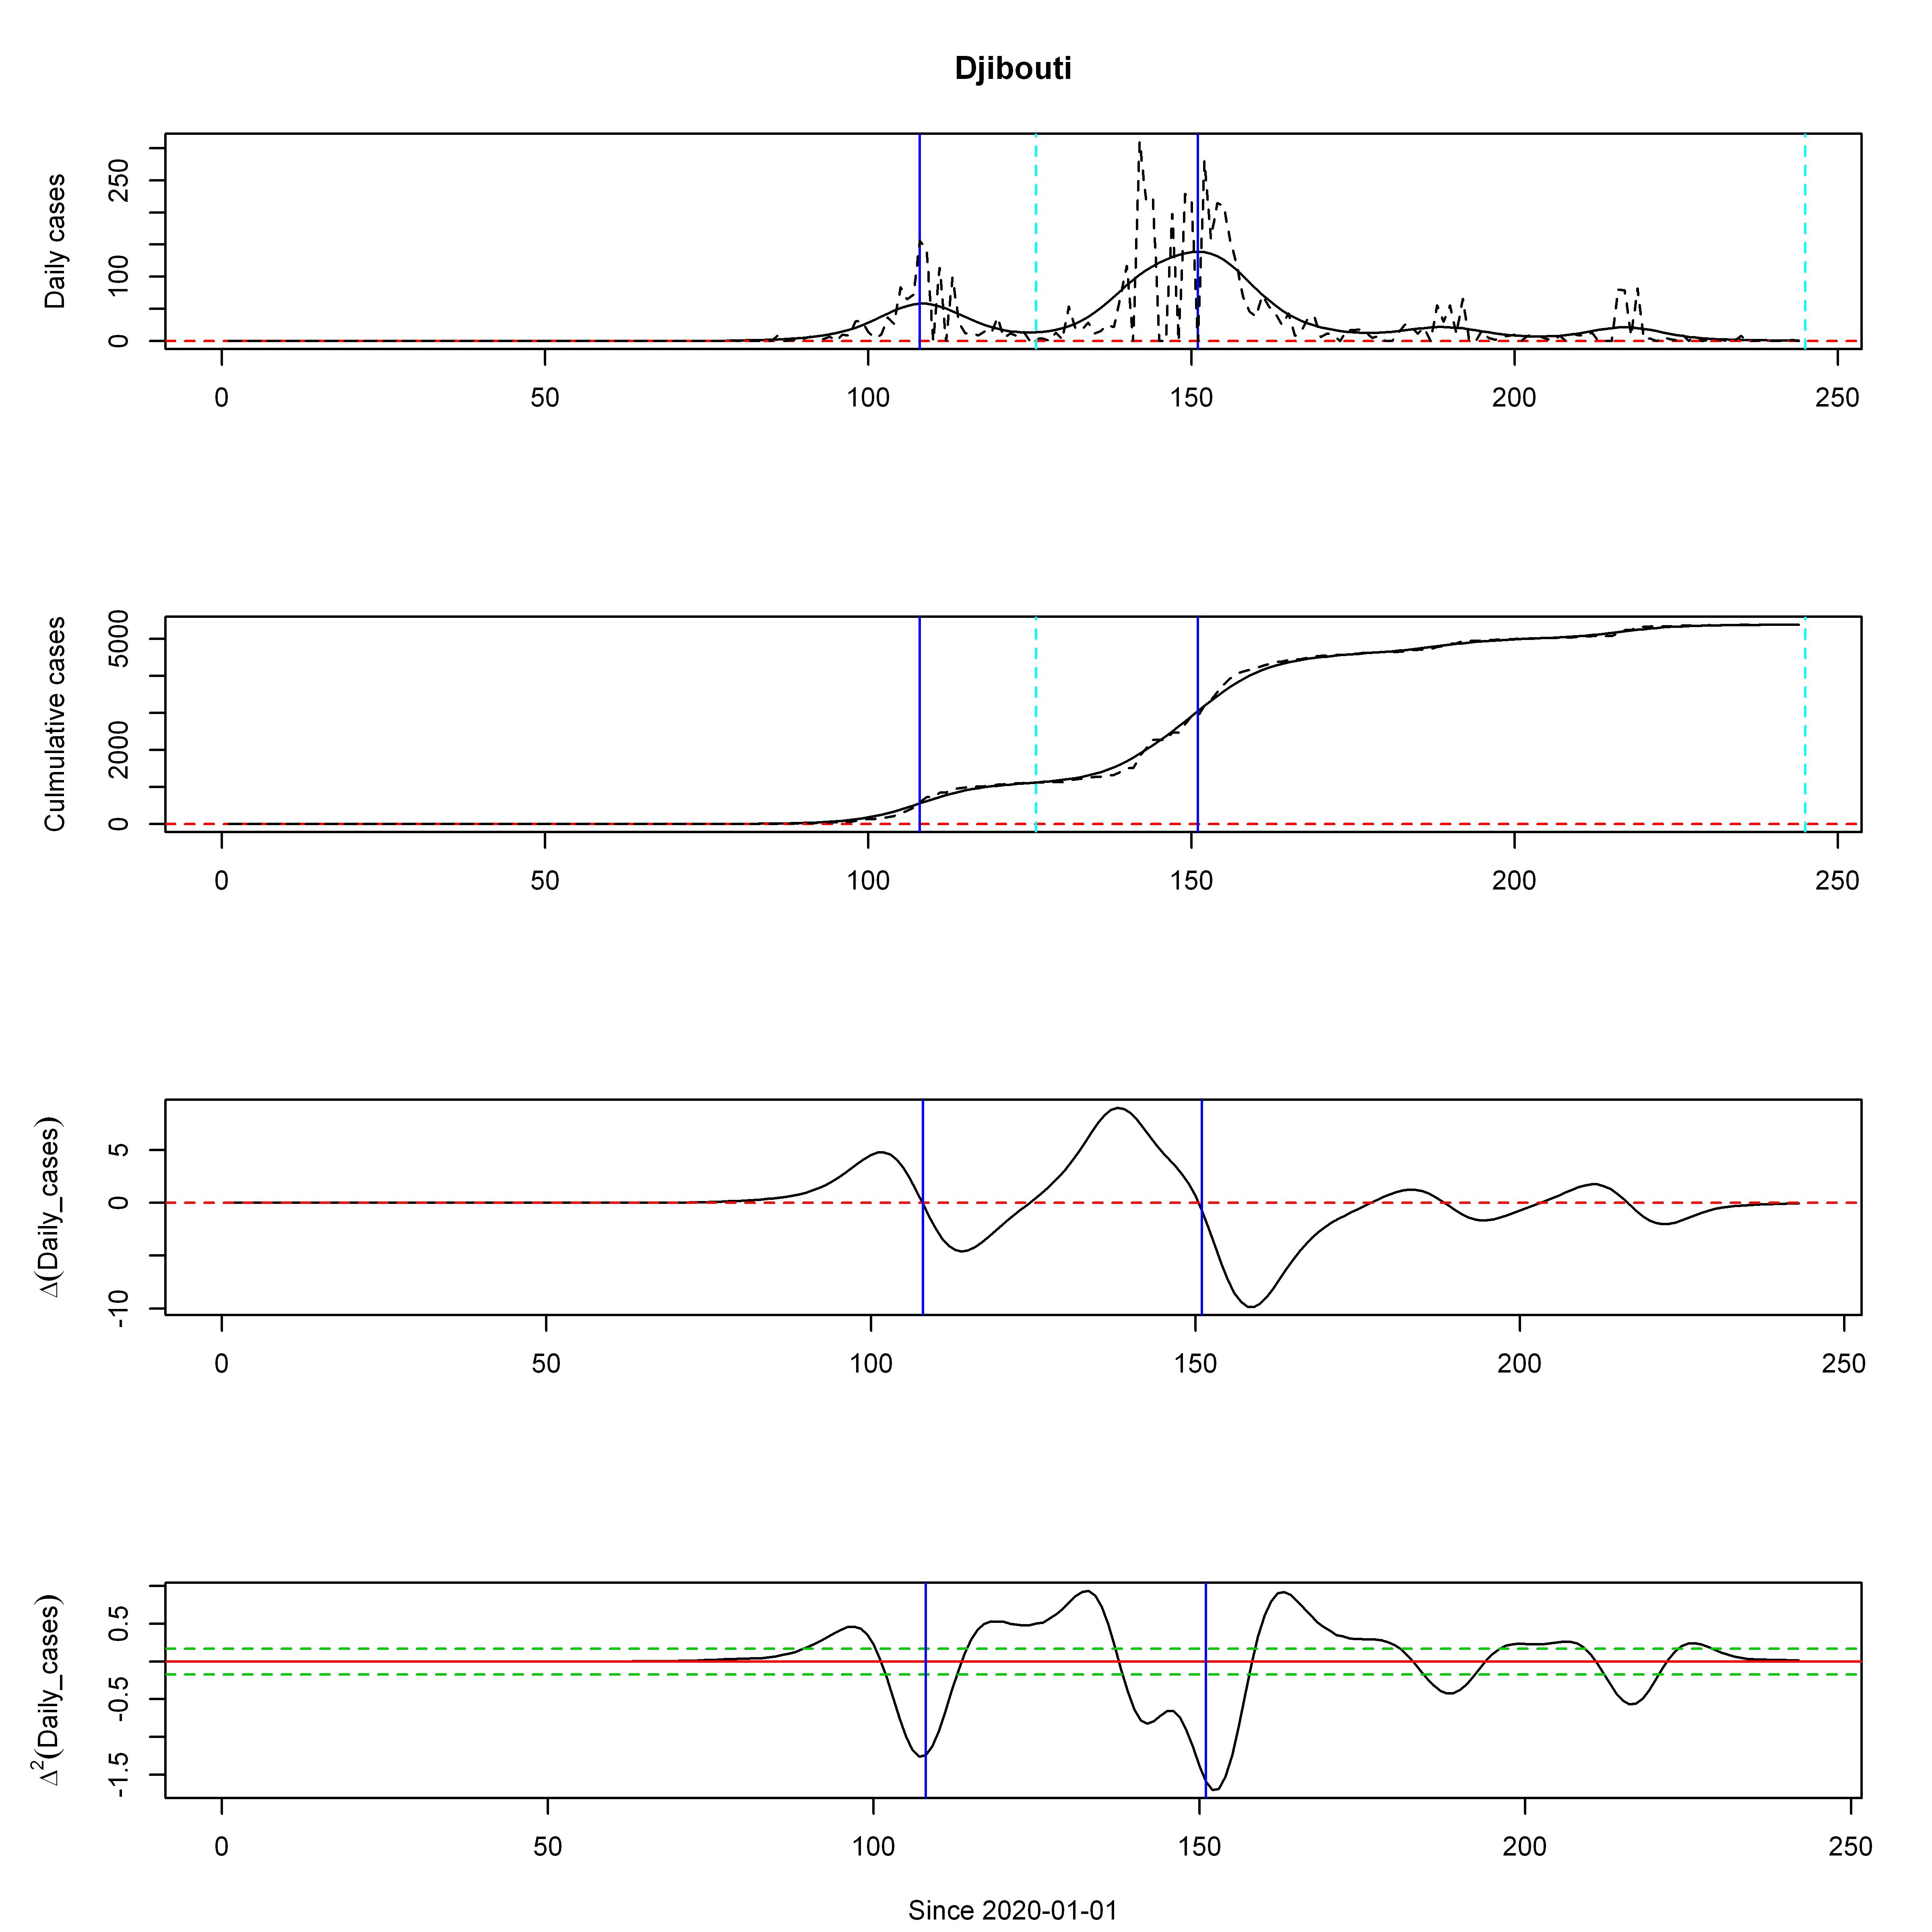 Djibouti
Daily cases
0 100 250
0 50 100 150 200 250
Culmulative cases
0 2000 5000
0 50 100 150 200 250
Δ(Daily_cases)
-10 0 5
0 50 100 150 200 250
Δ²(Daily_cases)
-1.5 -0.5 0.5
0 50 100 150 200 250
Since 2020-01-01